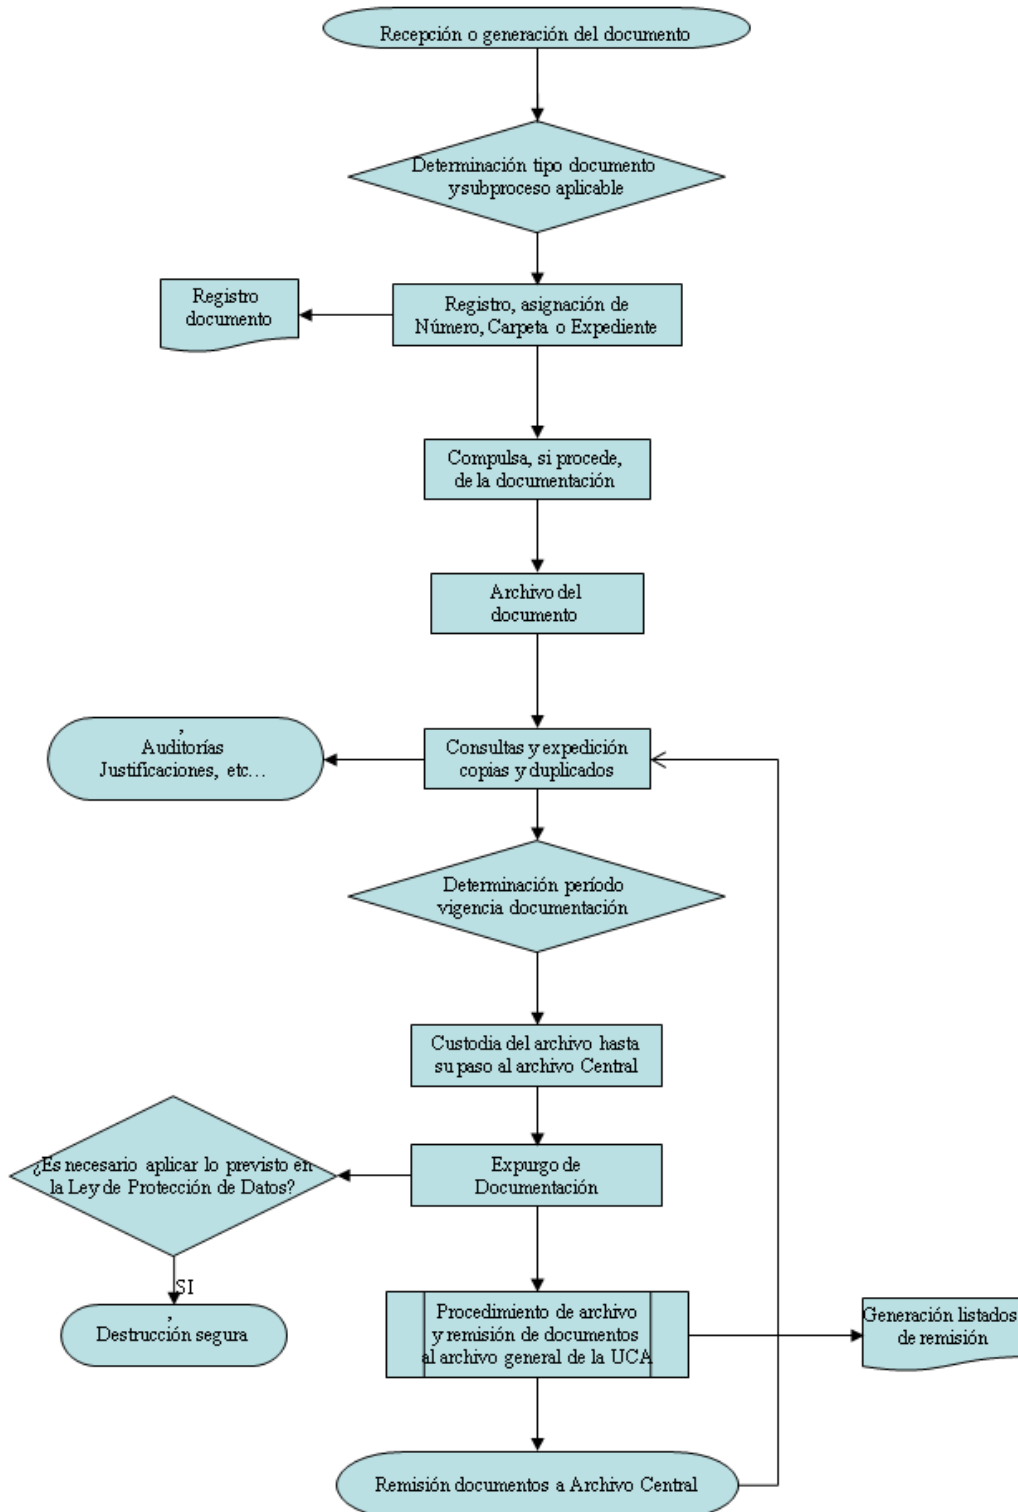 Recepción o generación del documento
Determinación tipo documento
y subproceso aplicable
Registro
documento
Registro, asignación de
Número, Carpeta o Expediente
Compulsa, si procede,
de la documentación
Archivo del
documento
,
Auditorías
Justificaciones, etc...
Consultas y expedición
copias y duplicados
Determinación período
vigencia documentación
Custodia del archivo hasta
su paso al archivo Central
¿Es necesario aplicar lo previsto en
la Ley de Protección de Datos?
Expurgo de
Documentación
SI
,
Destrucción segura
Procedimiento de archivo
y remisión de documentos
al archivo general de la UCA
Generación listados
de remisión
Remisión documentos a Archivo Central